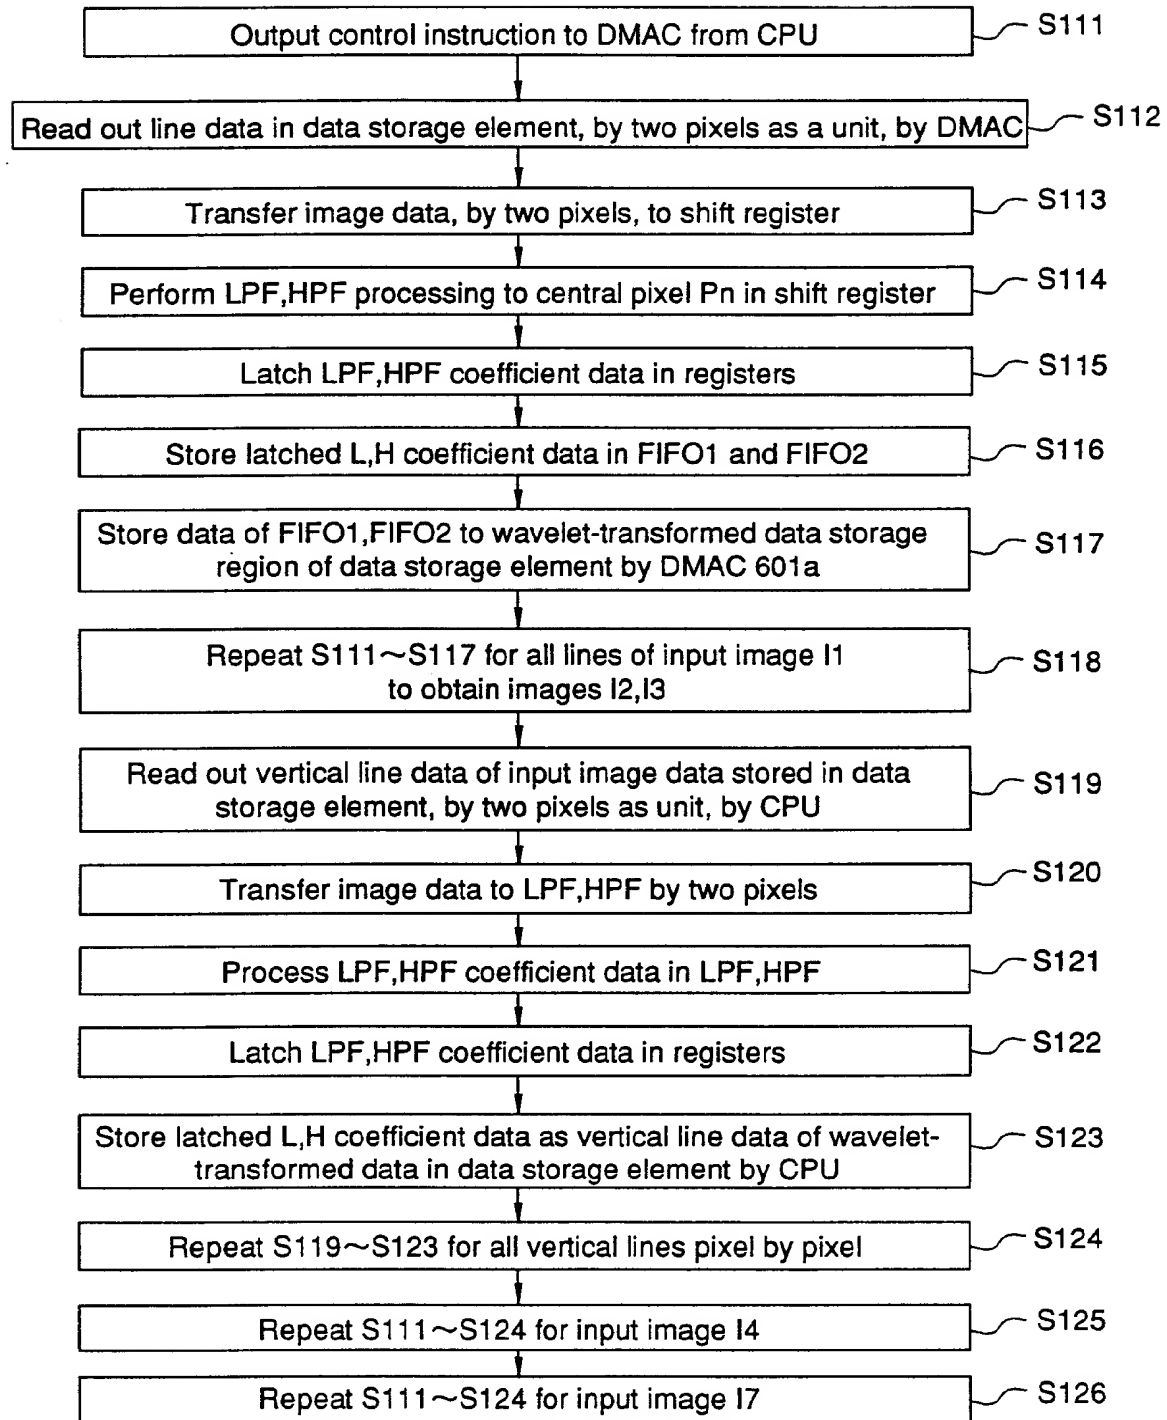 Output control instruction to DMAC from CPU
S111
Read out line data in data storage element, by two pixels as a unit, by DMAC
S112
Transfer image data, by two pixels, to shift register
S113
Perform LPF,HPF processing to central pixel Pn in shift register
S114
Latch LPF,HPF coefficient data in registers
S115
Store latched L,H coefficient data in FIFO1 and FIFO2
S116
Store data of FIFO1,FIFO2 to wavelet-transformed data storage
region of data storage element by DMAC 601a
S117
Repeat S111~S117 for all lines of input image I1
to obtain images I2,I3
S118
Read out vertical line data of input image data stored in data
storage element, by two pixels as unit, by CPU
S119
Transfer image data to LPF,HPF by two pixels
S120
Process LPF,HPF coefficient data in LPF,HPF
S121
Latch LPF,HPF coefficient data in registers
S122
Store latched L,H coefficient data as vertical line data of wavelet-
transformed data in data storage element by CPU
S123
Repeat S119~S123 for all vertical lines pixel by pixel
S124
Repeat S111~S124 for input image I4
S125
Repeat S111~S124 for input image I7
S126